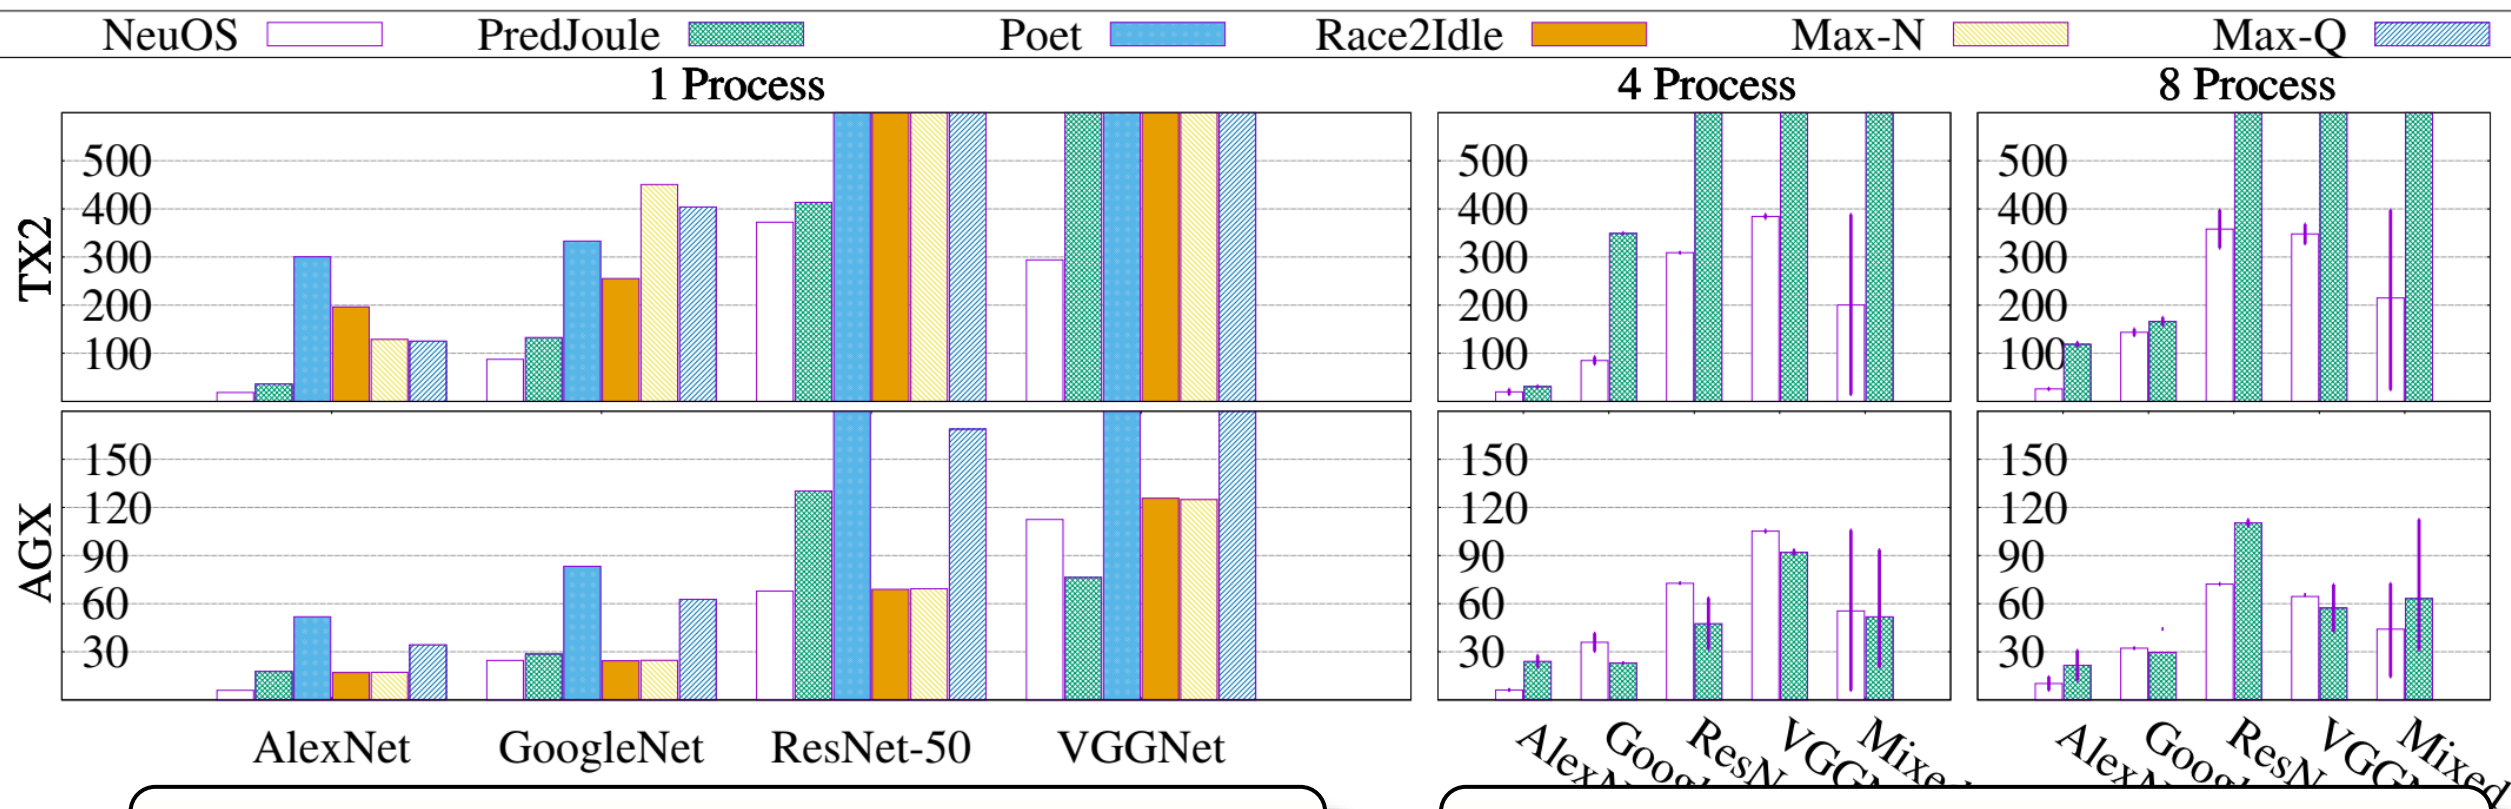 NeuOS PredJoule Poet Race2Idle Max-N Max-Q
1 Process 4 Process 8 Process
TX2
500 500 500
400 400 400
300 300 300
200 200 200
100 100 100
AGX
150 150 150
120 120 120
90 90 90
60 60 60
30 30 30
AlexNet GoogleNet ResNet-50 VGGNet
Mixed